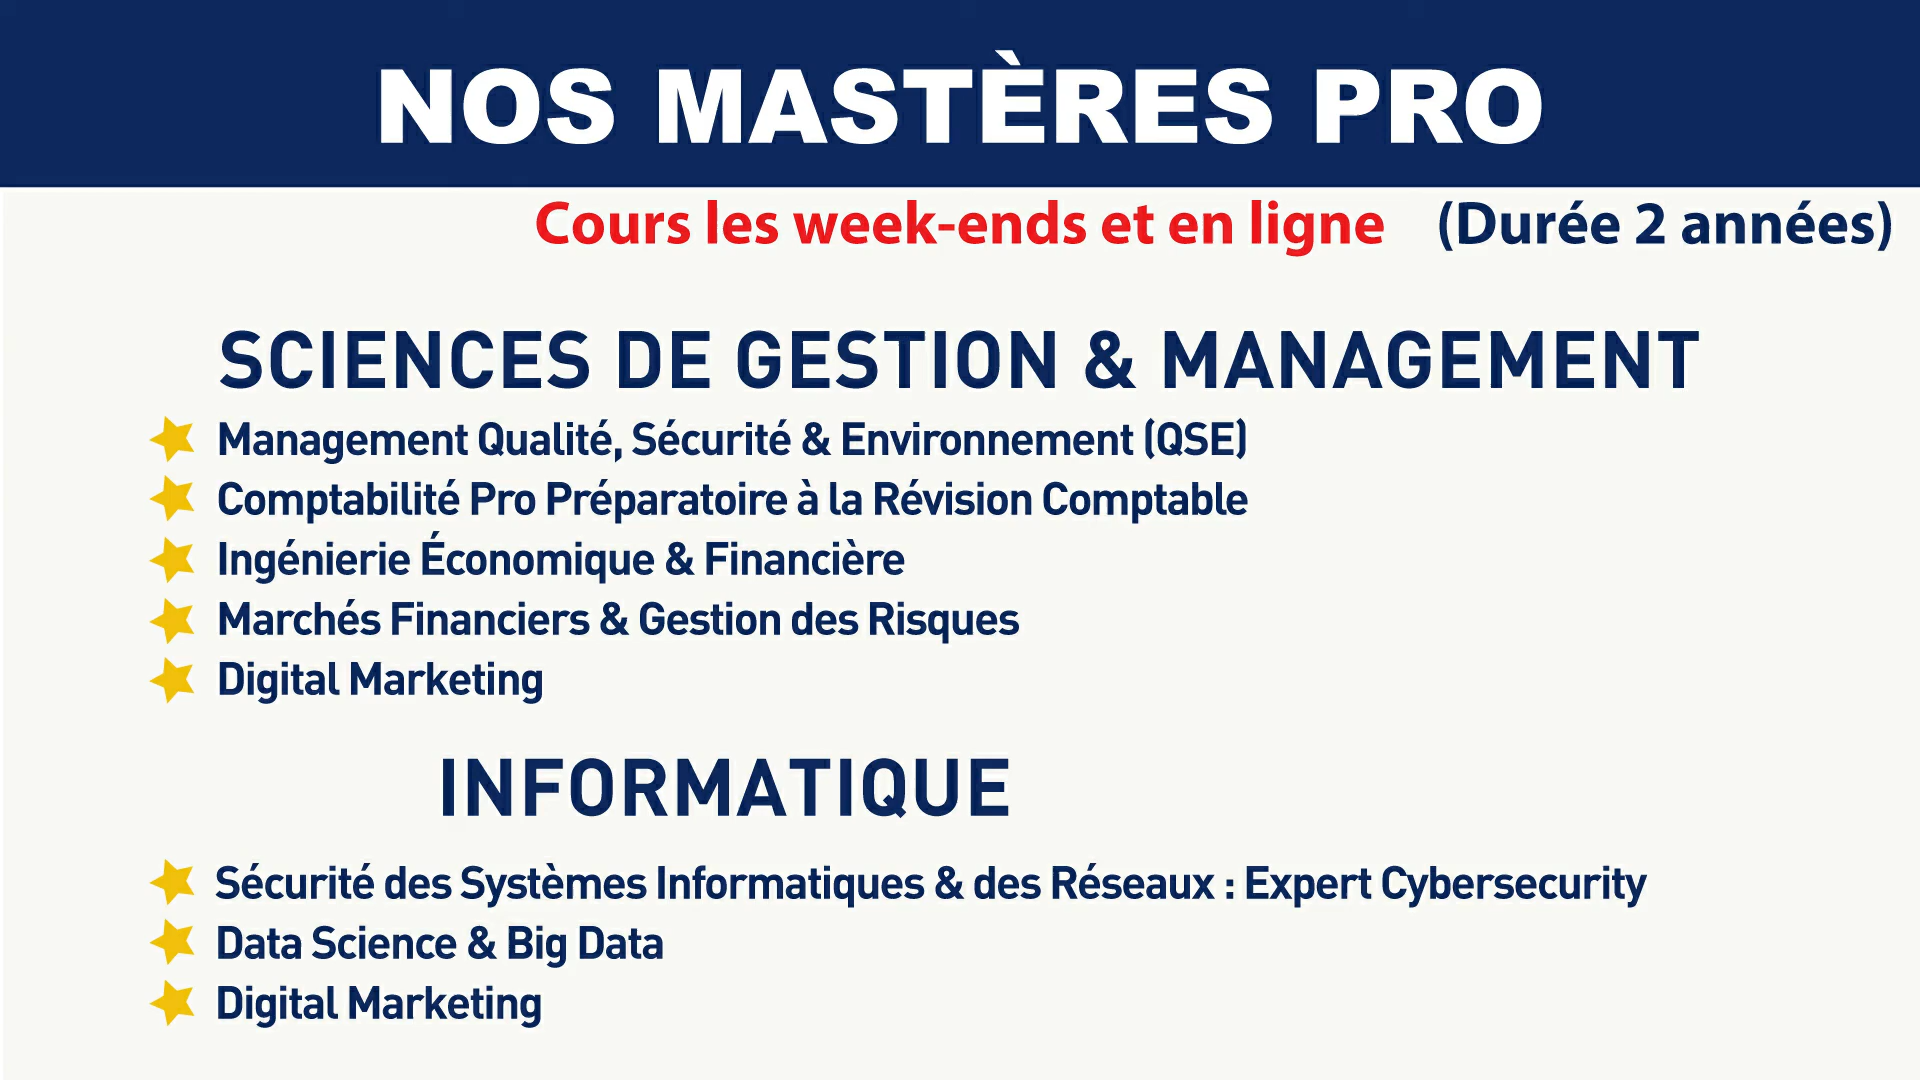 NOS MASTÈRES PRO
Cours les week-ends et en ligne (Durée 2 années)
SCIENCES DE GESTION & MANAGEMENT
Management Qualité, Sécurité & Environnement (QSE)
Comptabilité Pro Préparatoire à la Révision Comptable
Ingénierie Économique & Financière
Marchés Financiers & Gestion des Risques
Digital Marketing
INFORMATIQUE
Sécurité des Systèmes Informatiques & des Réseaux : Expert Cybersecurity
Data Science & Big Data
Digital Marketing